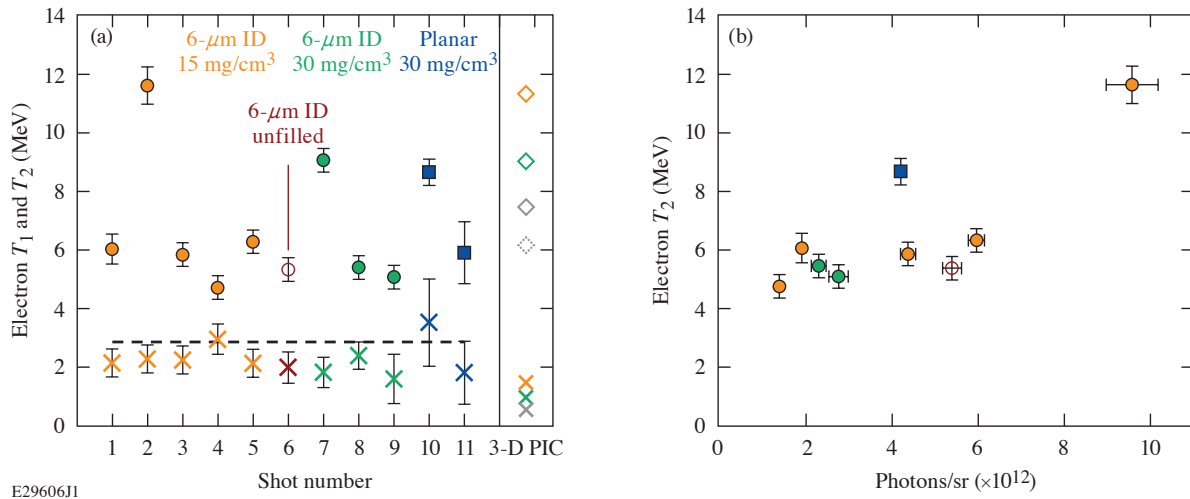 (a)
6-μm ID 6-μm ID Planar
15 mg/cm³ 30 mg/cm³ 30 mg/cm³
6-μm ID
unfilled
Electron T₁ and T₂ (MeV)
14
12
10
8
6
4
2
0
1 2 3 4 5 6 7 8 9 10 11 3-D PIC
Shot number
(b)
Electron T₂ (MeV)
14
12
10
8
6
4
2
0
0 2 4 6 8 10
Photons/sr (×10¹²)
E29606J1